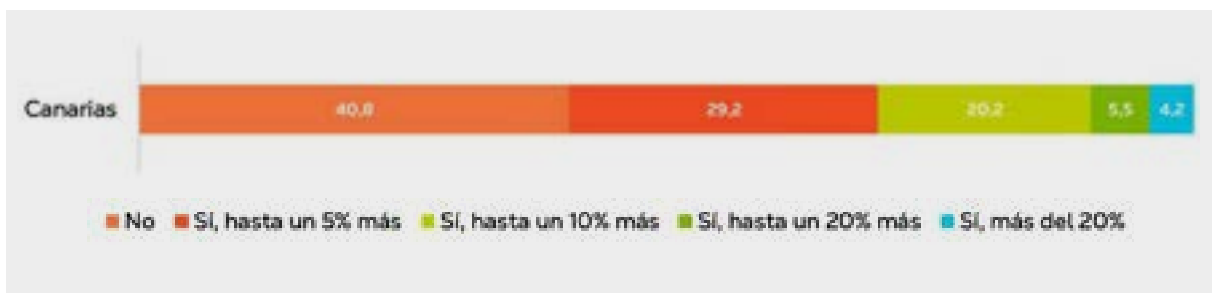 Canarias 40,8 29,2 20,2 5,5 4,2
No Sí, hasta un 5% más Sí, hasta un 10% más Sí, hasta un 20% más Sí, más del 20%